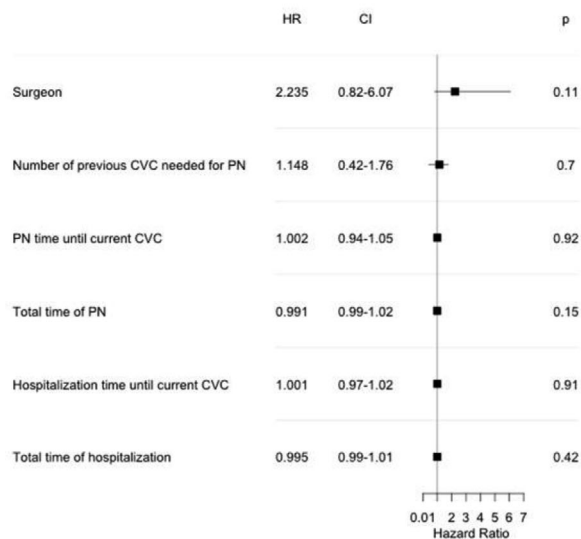 HR CI p
Surgeon 2.235 0.82-6.07 0.11
Number of previous CVC needed for PN 1.148 0.42-1.76 0.7
PN time until current CVC 1.002 0.94-1.05 0.92
Total time of PN 0.991 0.99-1.02 0.15
Hospitalization time until current CVC 1.001 0.97-1.02 0.91
Total time of hospitalization 0.995 0.99-1.01 0.42
0.01 2 3 4 5 6 7
Hazard Ratio